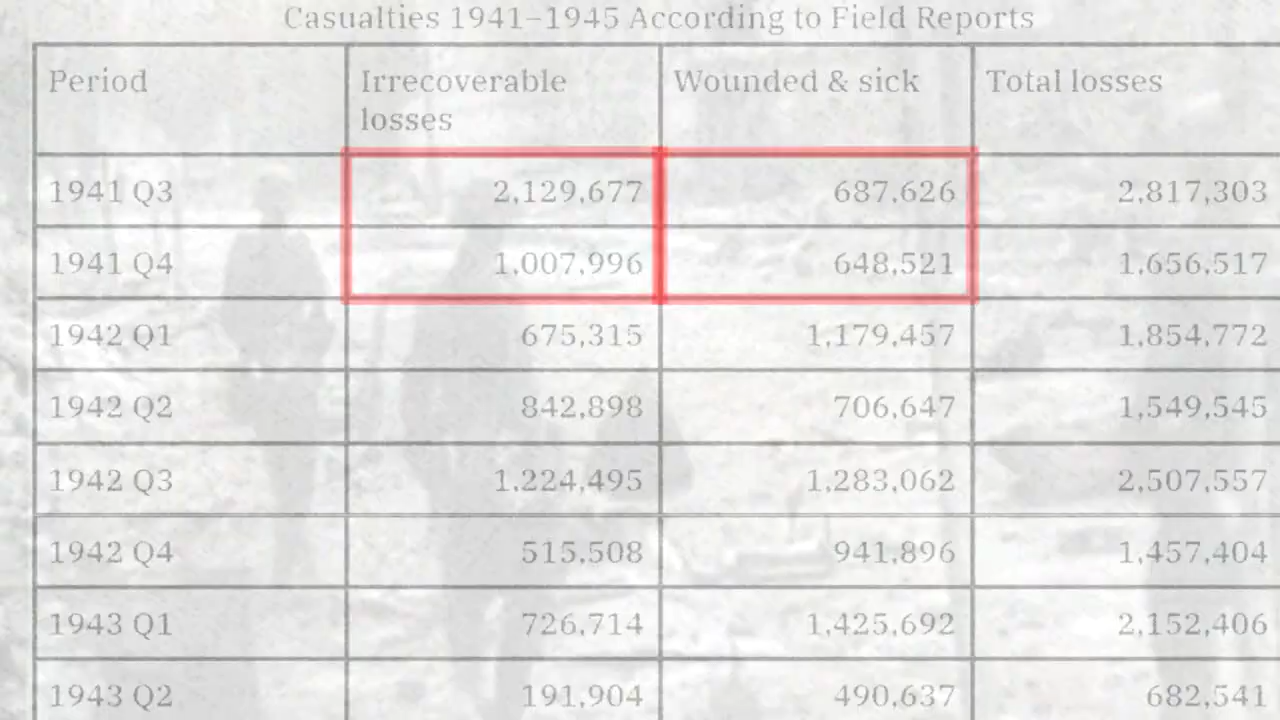 Casualties 1941–1945 According to Field Reports
Period Irrecoverable losses Wounded & sick Total losses
1941 Q3 2,129,677 687,626 2,817,303
1941 Q4 1,007,996 648,521 1,656,517
1942 Q1 675,315 1,179,457 1,854,772
1942 Q2 842,898 706,647 1,549,545
1942 Q3 1,224,495 1,283,062 2,507,557
1942 Q4 515,508 941,896 1,457,404
1943 Q1 726,714 1,425,692 2,152,406
1943 Q2 191,904 490,637 682,541